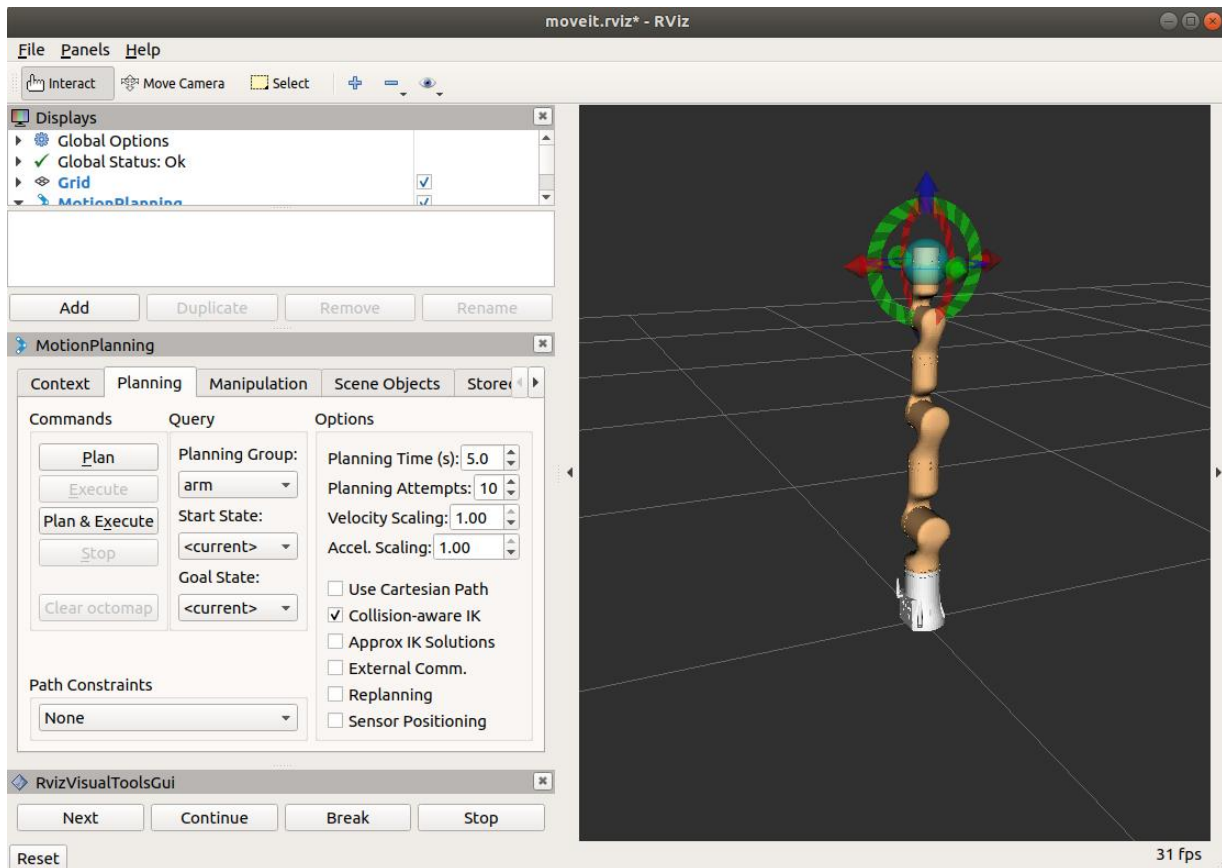 moveit.rviz* - RViz
File Panels Help
Interact Move Camera Select
Displays
Global Options
Global Status: Ok
Grid
MotionPlanning
Add Duplicate Remove Rename
MotionPlanning
Context Planning Manipulation Scene Objects Stored
Commands Query Options
Plan Planning Group: Planning Time (s): 5.0
Execute arm Planning Attempts: 10
Plan & Execute Start State: Velocity Scaling: 1.00
Stop <current> Accel. Scaling: 1.00
Goal State:
Use Cartesian Path
Clear octomap <current> Collision-aware IK
Approx IK Solutions
External Comm.
Path Constraints Replanning
None Sensor Positioning
RvizVisualToolsGui
Next Continue Break Stop
Reset 31 fps